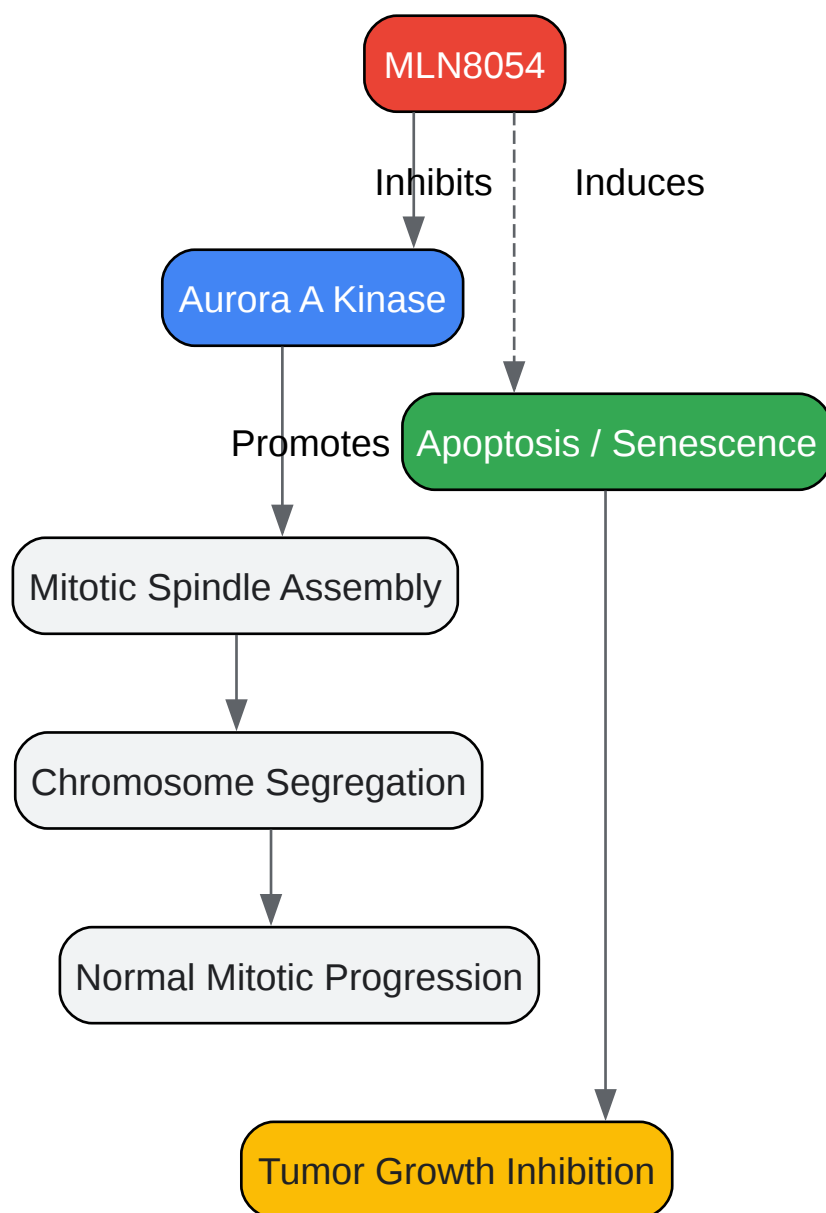 MLN8054
Inhibits
Induces
Aurora A Kinase
Promotes
Apoptosis / Senescence
Mitotic Spindle Assembly
Chromosome Segregation
Normal Mitotic Progression
Tumor Growth Inhibition